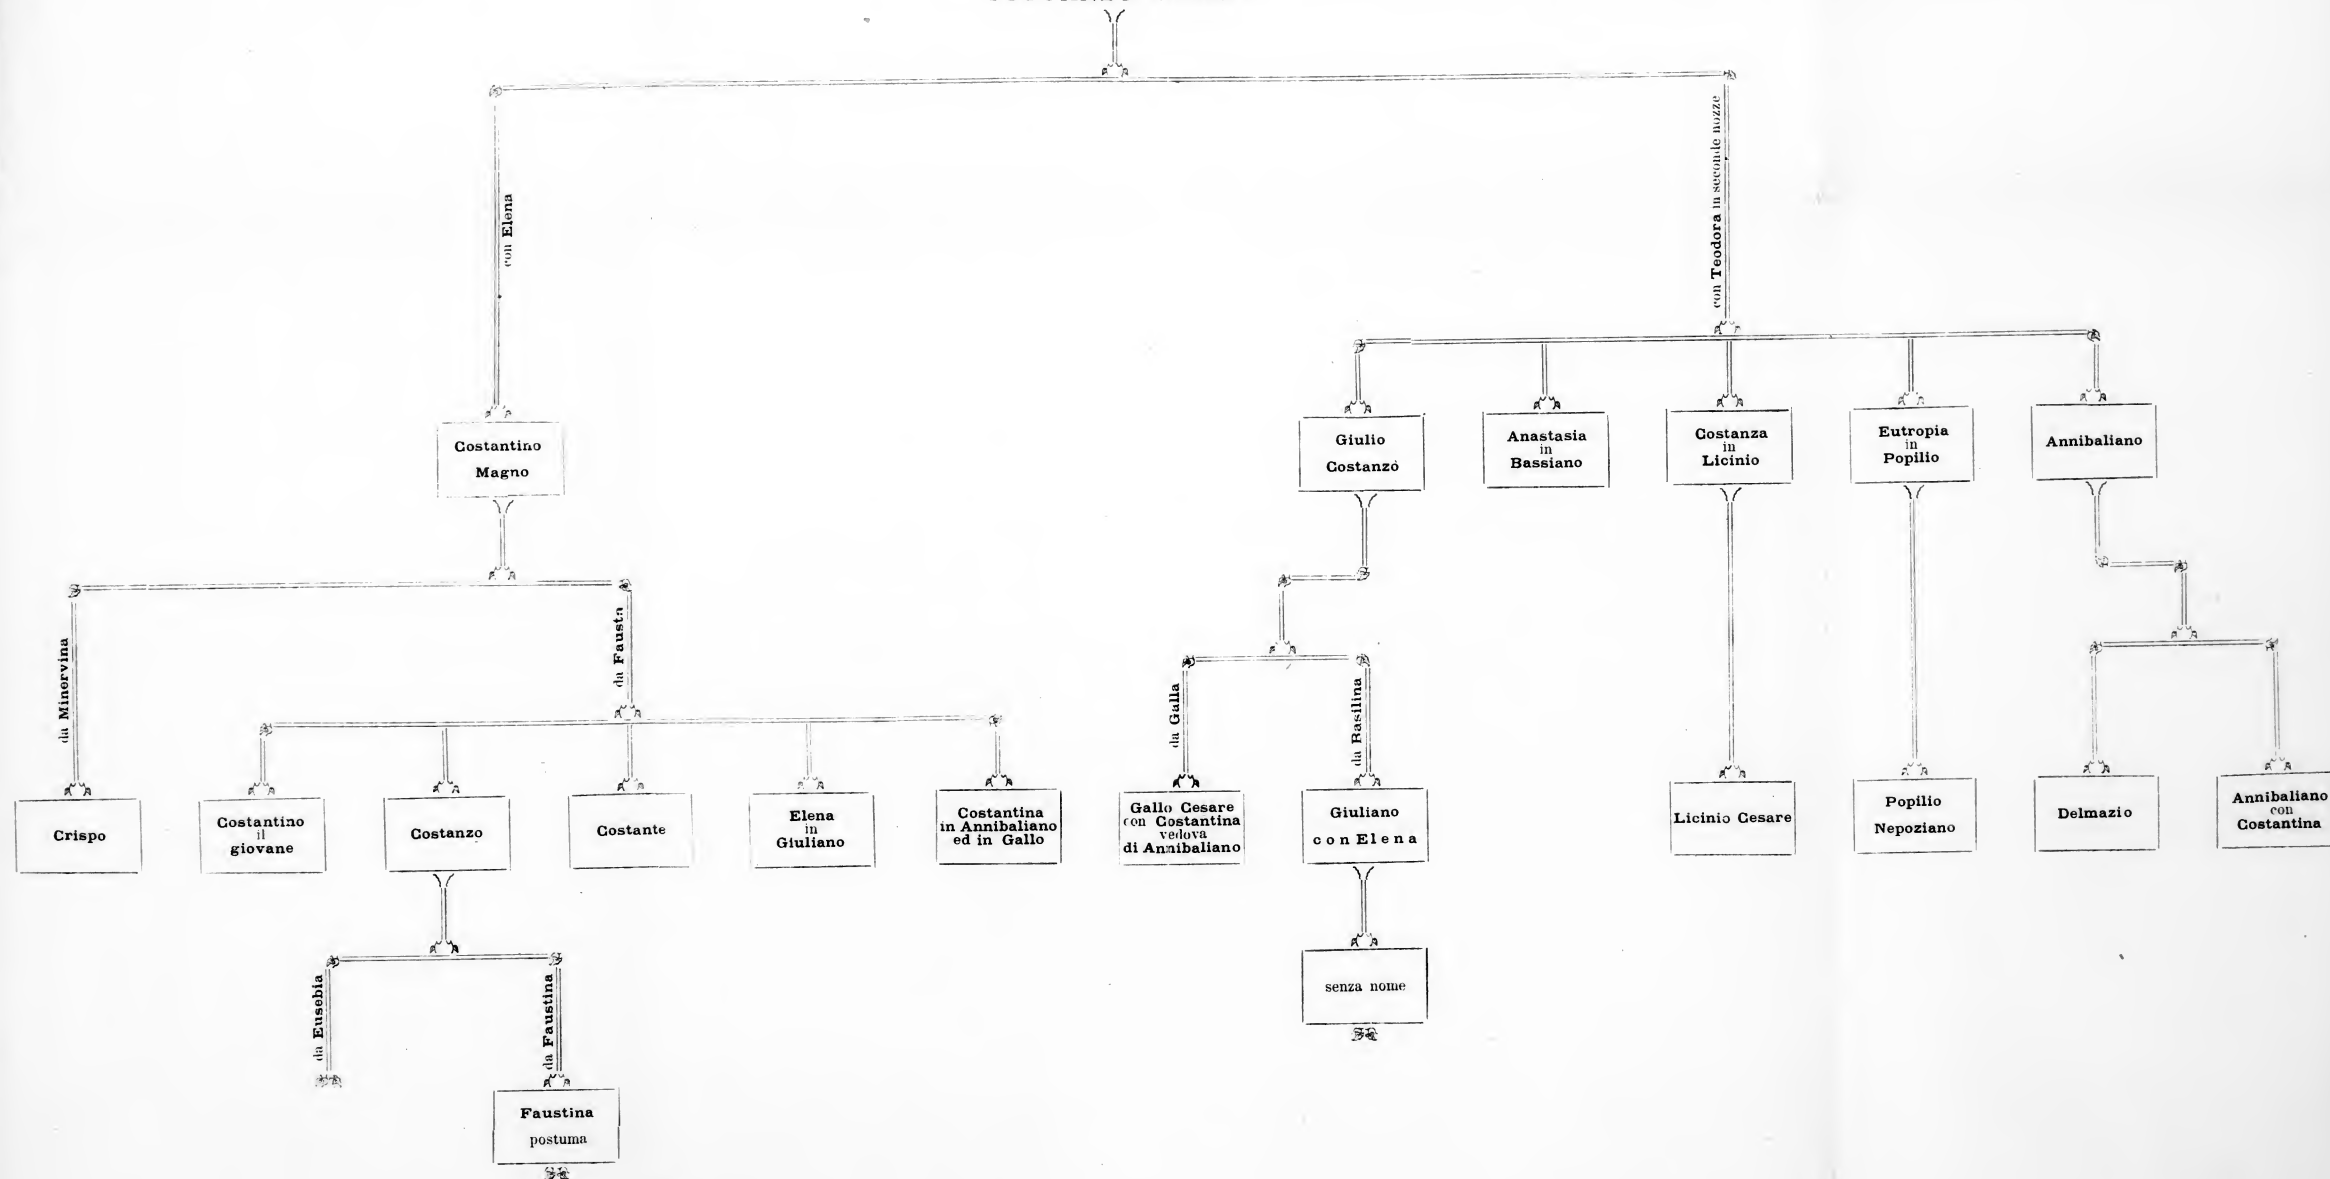 con Elena
con Teodora in seconde nozze
Costantino
Magno
Giulio
Costanzo
Anastasia
in
Bassiano
Costanza
in
Licinio
Eutropia
in
Popilio
Annibaliano
da Minervina
da Fausta
da Galla
da Basilina
Crispo
Costantino
il
giovane
Costanzo
Costante
Elena
in
Giuliano
Costantina
in Annibaliano
ed in Gallo
Gallo Cesare
con Costantina
vedova
di Annibaliano
Giuliano
con Elena
Licinio Cesare
Popilio
Nepoziano
Delmazio
Annibaliano
con
Costantina
da Eusebia
da Faustina
senza nome
Faustina
postuma